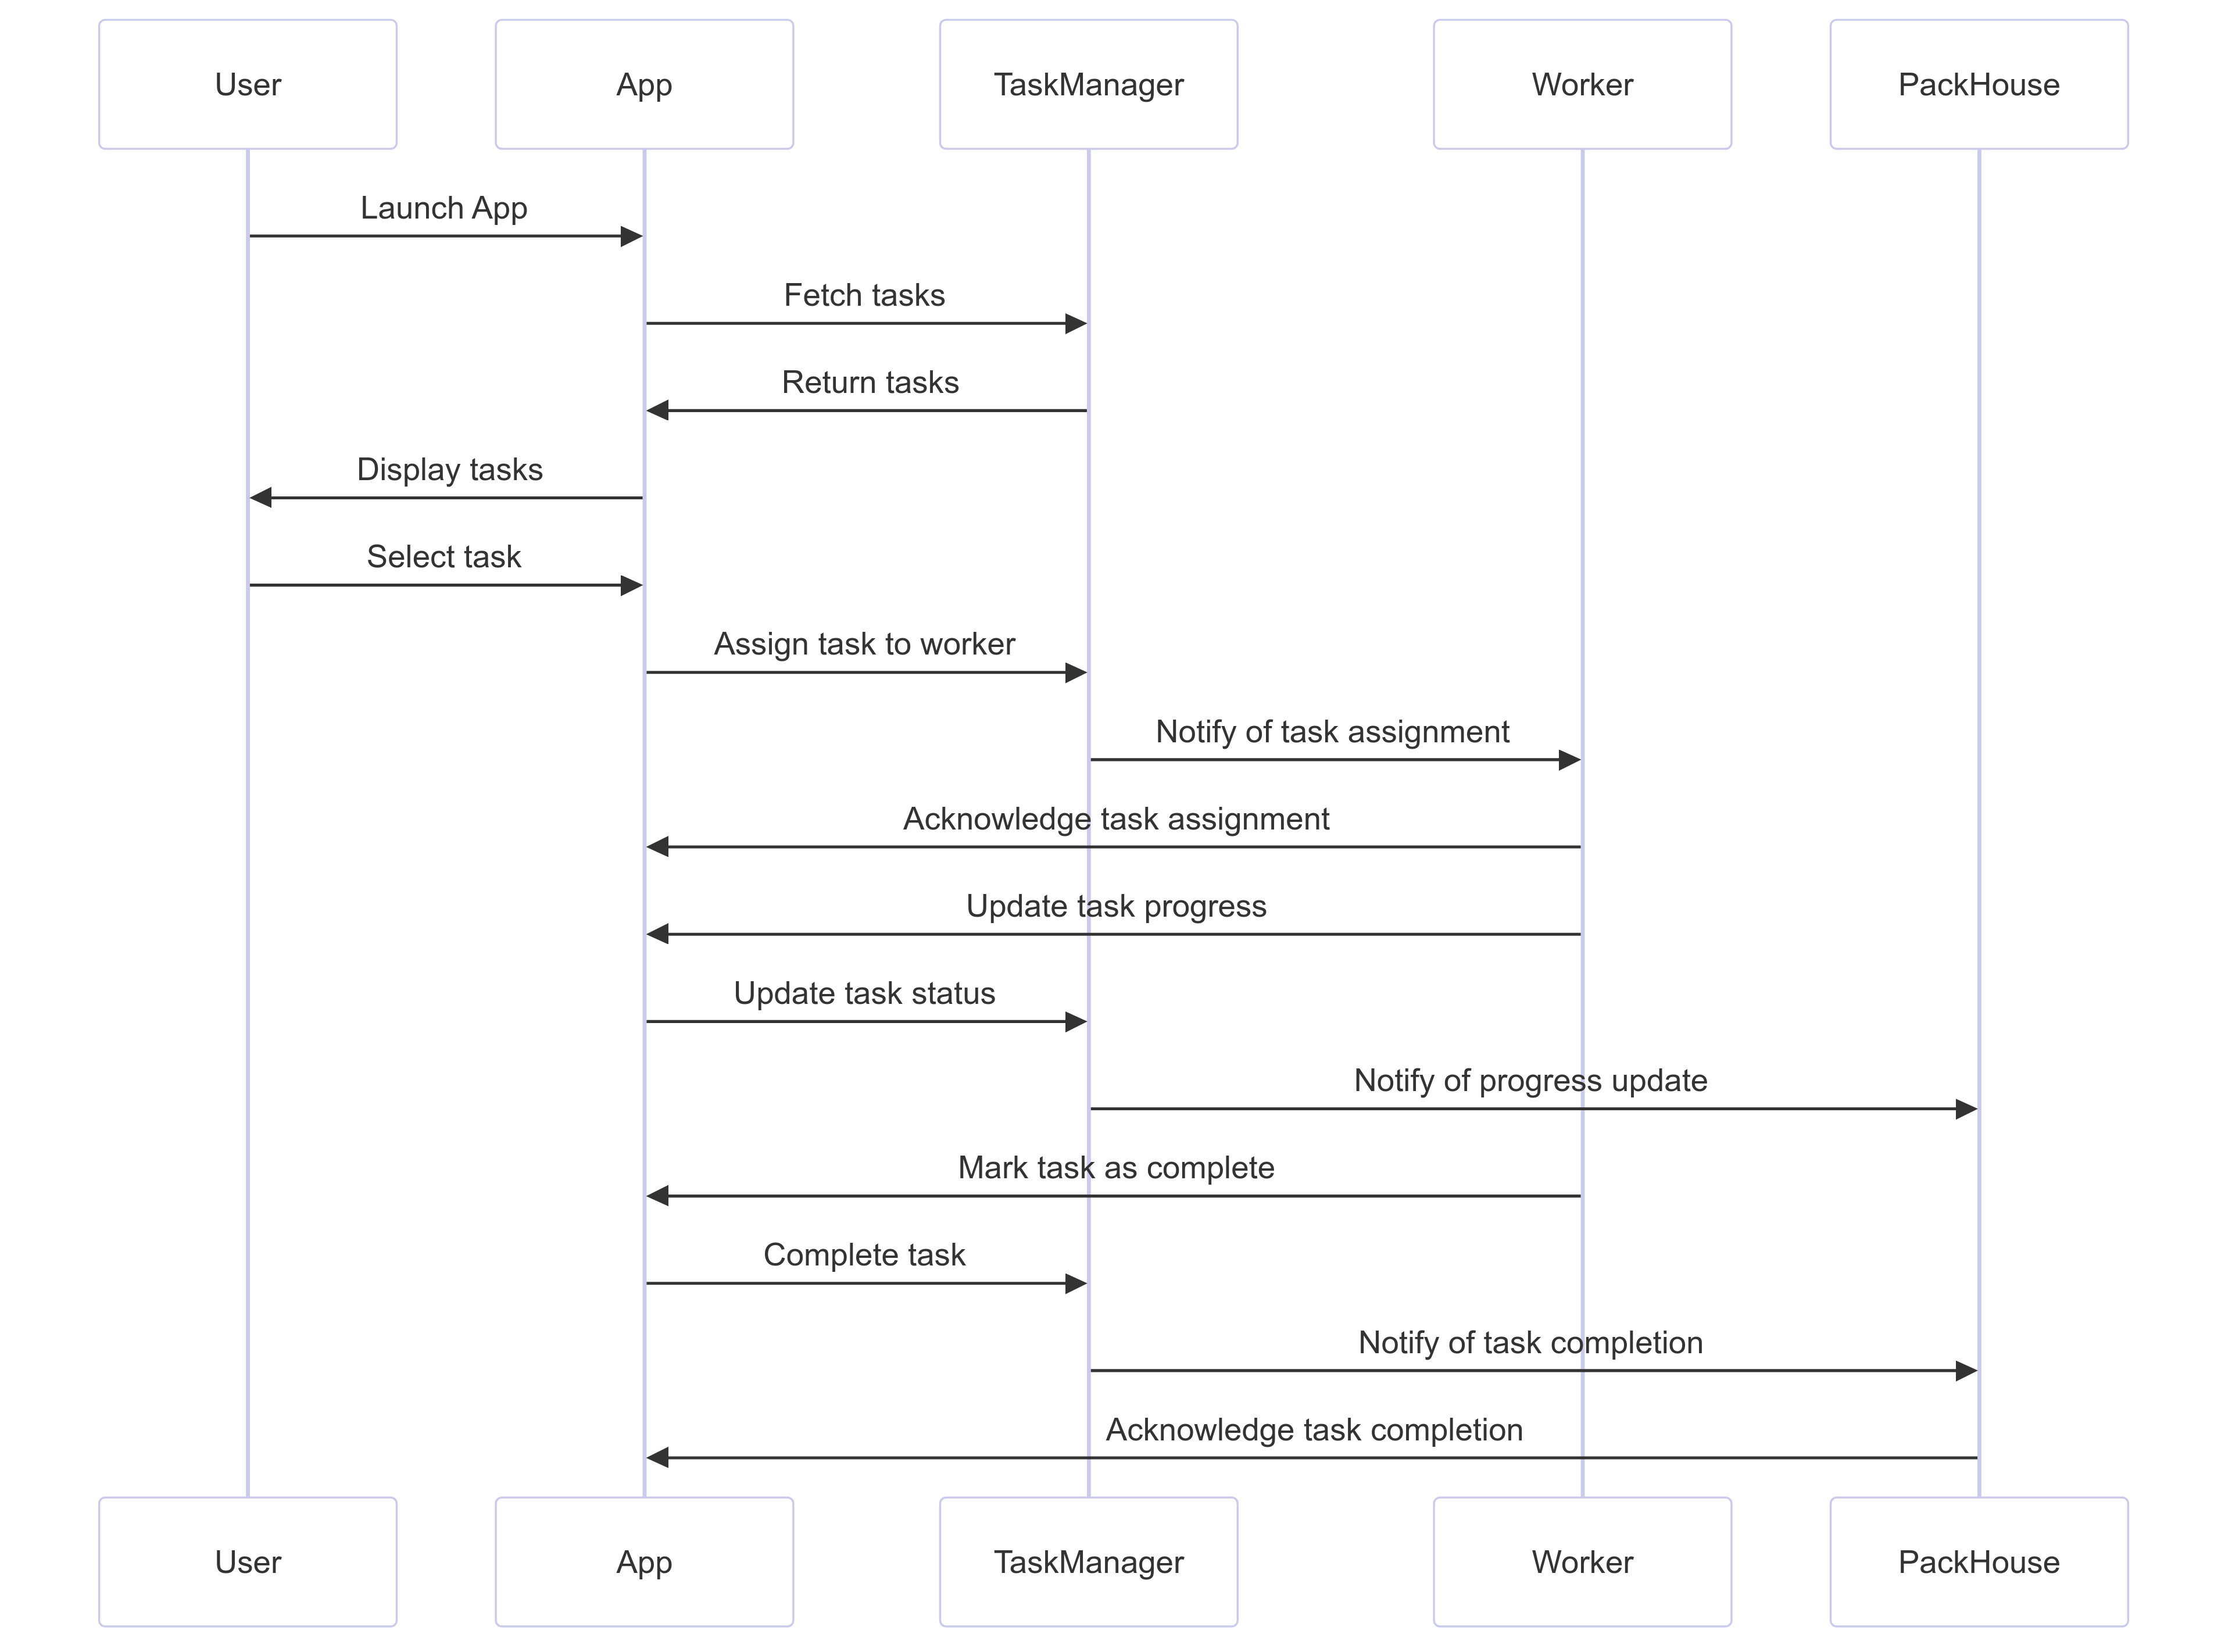 User
App
TaskManager
Worker
PackHouse
Launch App
Fetch tasks
Return tasks
Display tasks
Select task
Assign task to worker
Notify of task assignment
Acknowledge task assignment
Update task progress
Update task status
Notify of progress update
Mark task as complete
Complete task
Notify of task completion
Acknowledge task completion
User
App
TaskManager
Worker
PackHouse